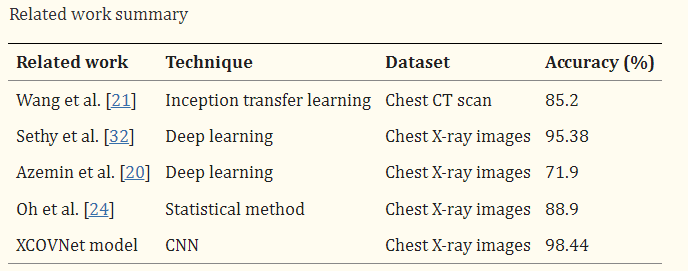 Related work summary
Related work Technique Dataset Accuracy (%)
Wang et al. [21] Inception transfer learning Chest CT scan 85.2
Sethy et al. [32] Deep learning Chest X-ray images 95.38
Azemin et al. [20] Deep learning Chest X-ray images 71.9
Oh et al. [24] Statistical method Chest X-ray images 88.9
XCOVNet model CNN Chest X-ray images 98.44